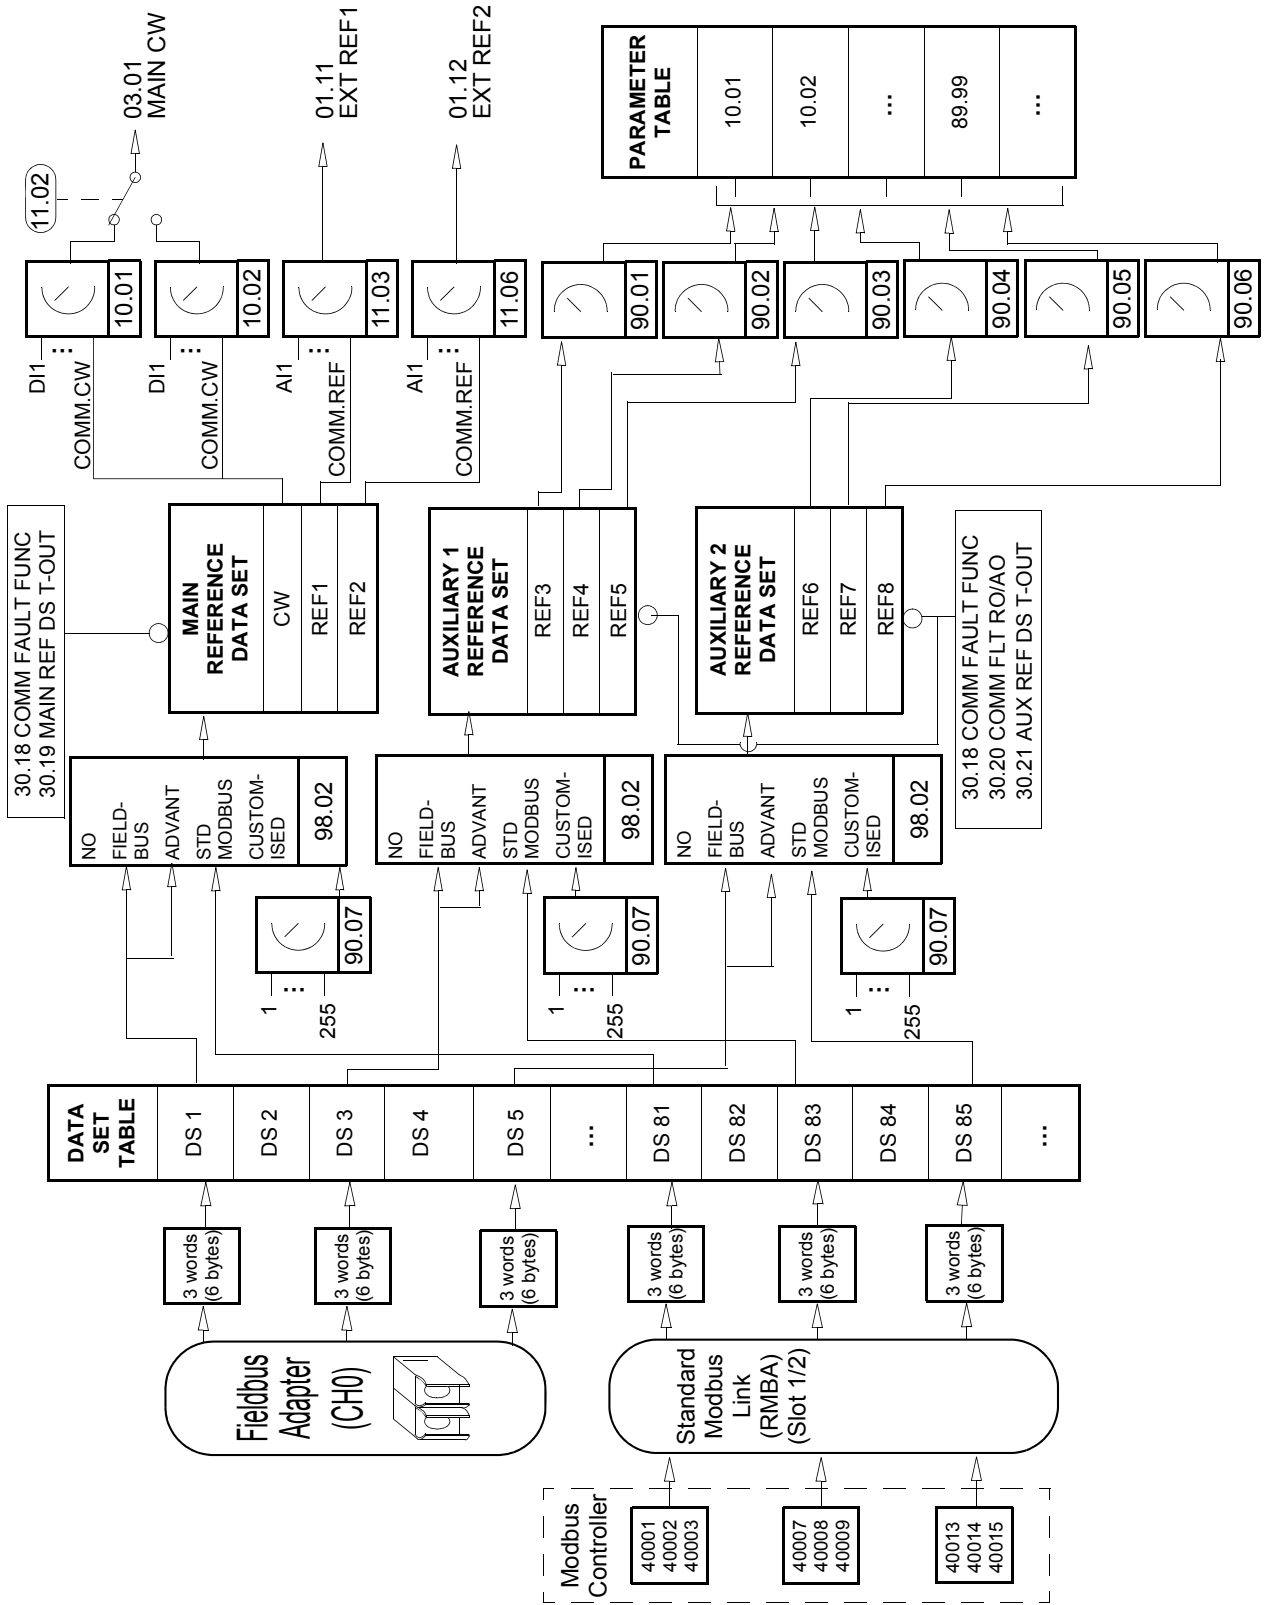 Modbus
Controller
40001
40002
40003
40007
40008
40009
40013
40014
40015
Fieldbus
Adapter
(CH0)
Standard
Modbus
Link
(RMBA)
(Slot 1/2)
3 words
(6 bytes)
3 words
(6 bytes)
3 words
(6 bytes)
3 words
(6 bytes)
3 words
(6 bytes)
3 words
(6 bytes)
DATA
SET
TABLE
DS 1
DS 2
DS 3
DS 4
DS 5
...
DS 81
DS 82
DS 83
DS 84
DS 85
...
1
...
255
90.07
1
...
255
90.07
1
...
255
90.07
NO
FIELD-
BUS
ADVANT
STD
MODBUS
CUSTOM-
ISED
98.02
NO
FIELD-
BUS
ADVANT
STD
MODBUS
CUSTOM-
ISED
98.02
NO
FIELD-
BUS
ADVANT
STD
MODBUS
CUSTOM-
ISED
98.02
30.18 COMM FAULT FUNC
30.19 MAIN REF DS T-OUT
MAIN
REFERENCE
DATA SET
CW
REF1
REF2
AUXILIARY 1
REFERENCE
DATA SET
REF3
REF4
REF5
AUXILIARY 2
REFERENCE
DATA SET
REF6
REF7
REF8
30.18 COMM FAULT FUNC
30.20 COMM FLT RO/AO
30.21 AUX REF DS T-OUT
DI1
...
COMM.CW
10.01
DI1
...
COMM.CW
10.02
AI1
...
COMM.REF
11.03
AI1
...
COMM.REF
11.06
90.01
90.02
90.03
90.04
90.05
90.06
11.02
03.01
MAIN CW
01.11
EXT REF1
01.12
EXT REF2
PARAMETER
TABLE
10.01
10.02
...
89.99
...